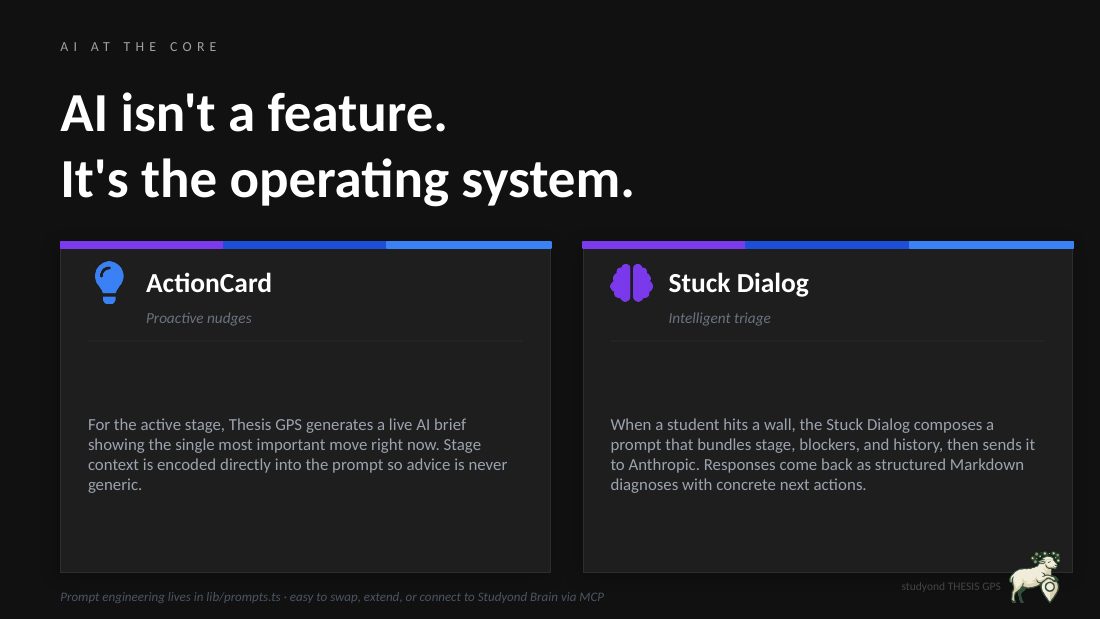 AI AT THE CORE
AI isn't a feature.
It's the operating system.
ActionCard
Proactive nudges
For the active stage, Thesis GPS generates a live AI brief
showing the single most important move right now. Stage
context is encoded directly into the prompt so advice is never
generic.
Stuck Dialog
Intelligent triage
When a student hits a wall, the Stuck Dialog composes a
prompt that bundles stage, blockers, and history, then sends it
to Anthropic. Responses come back as structured Markdown
diagnoses with concrete next actions.
Prompt engineering lives in lib/prompts.ts · easy to swap, extend, or connect to Studyond Brain via MCP
studyond THESIS GPS